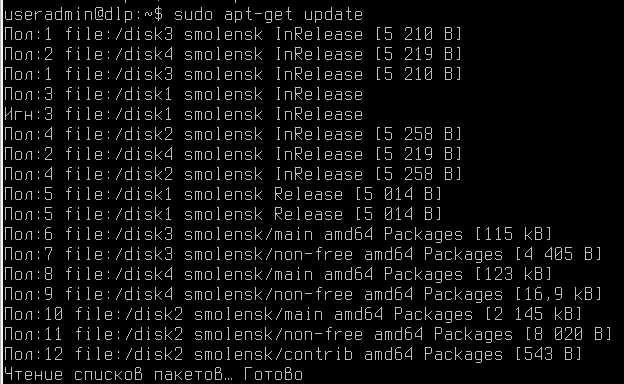 useradmin@dlp:~$ sudo apt-get update
Пол:1 file:/disk3 smolensk InRelease [5 210 B]
Пол:2 file:/disk4 smolensk InRelease [5 219 B]
Пол:1 file:/disk3 smolensk InRelease [5 210 B]
Пол:3 file:/disk1 smolensk InRelease
Игн:3 file:/disk1 smolensk InRelease
Пол:4 file:/disk2 smolensk InRelease [5 258 B]
Пол:2 file:/disk4 smolensk InRelease [5 219 B]
Пол:4 file:/disk2 smolensk InRelease [5 258 B]
Пол:5 file:/disk1 smolensk Release [5 014 B]
Пол:5 file:/disk1 smolensk Release [5 014 B]
Пол:6 file:/disk3 smolensk/main amd64 Packages [115 kB]
Пол:7 file:/disk3 smolensk/non-free amd64 Packages [4 405 B]
Пол:8 file:/disk4 smolensk/main amd64 Packages [123 kB]
Пол:9 file:/disk4 smolensk/non-free amd64 Packages [16,9 kB]
Пол:10 file:/disk2 smolensk/main amd64 Packages [2 145 kB]
Пол:11 file:/disk2 smolensk/non-free amd64 Packages [8 020 B]
Пол:12 file:/disk2 smolensk/contrib amd64 Packages [543 B]
Чтение списков пакетов… Готово